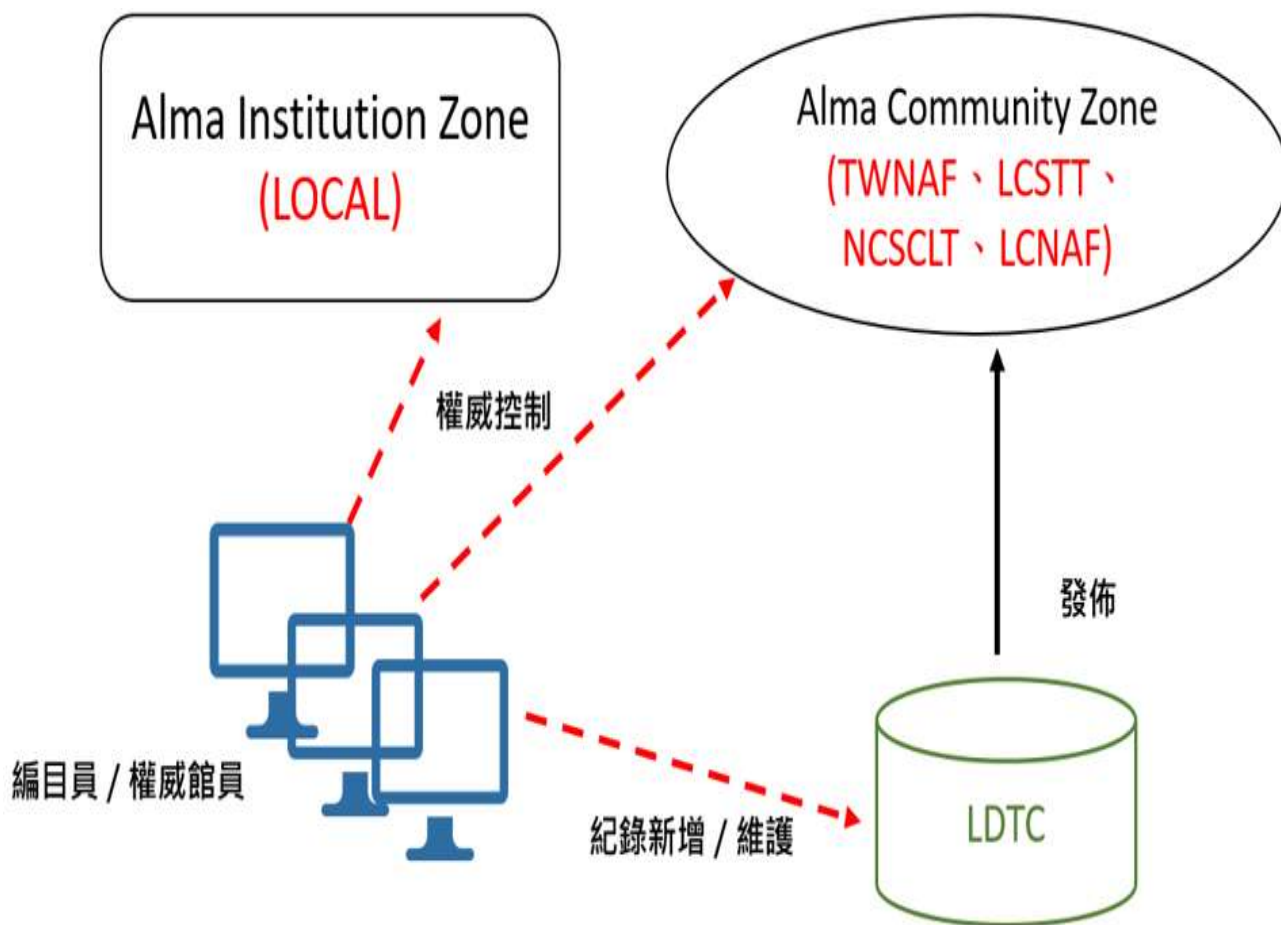 Alma Institution Zone
(LOCAL)
Alma Community Zone
(TWNAF、LCSTT、
NCSCLT、LCNAF)
權威控制
發佈
編目員 / 權威館員
紀錄新增 / 維護
LDTC